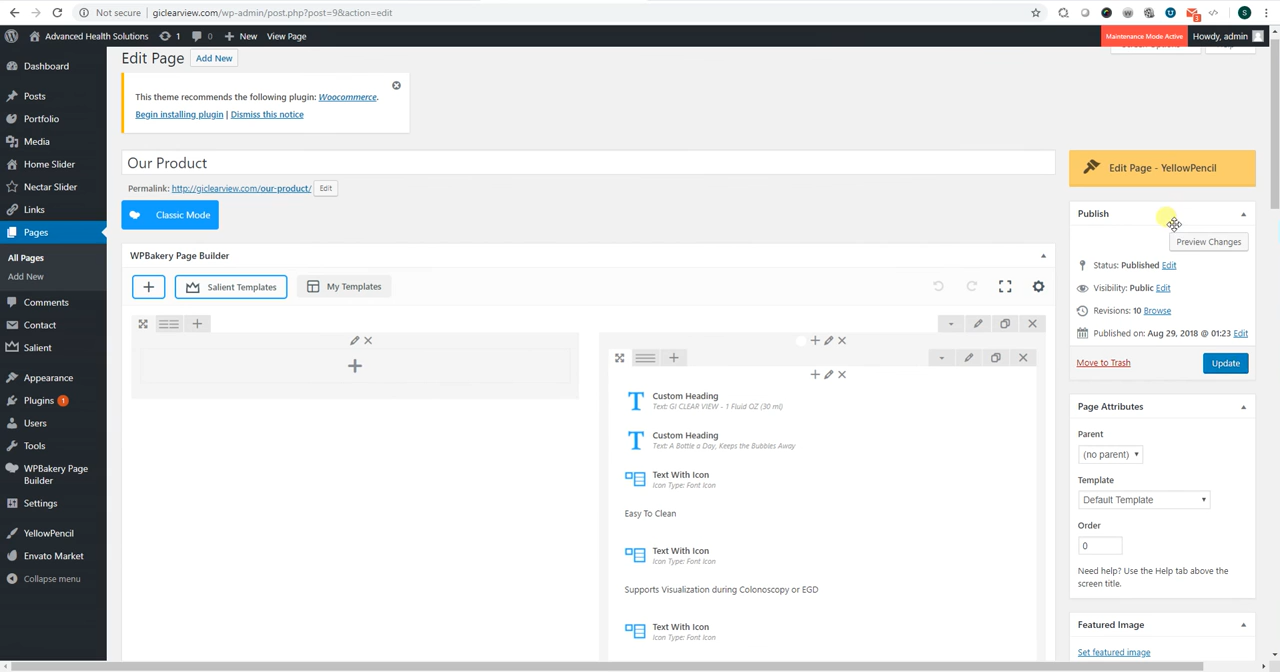 Not secure | giclearview.com/wp-admin/post.php?post=9&action=edit
S
Advanced Health Solutions 1 0 New View Page
Maintenance Mode Active Howdy, admin
Dashboard
Posts
Portfolio
Media
Home Slider
Nectar Slider
Links
Pages
All Pages
Add New
Comments
Contact
Salient
Appearance
Plugins 1
Users
Tools
WPBakery Page
Builder
Settings
YellowPencil
Envato Market
Collapse menu
Edit Page Add New
This theme recommends the following plugin: Woocommerce.
Begin installing plugin | Dismiss this notice
Our Product
Permalink: http://giclearview.com/our-product/ Edit
Classic Mode
WPBakery Page Builder
Salient Templates My Templates
Custom Heading
Text: GI CLEAR VIEW - 1 Fluid OZ (30 ml)
Custom Heading
Text: A Bottle a Day, Keeps the Bubbles Away
Text With Icon
Icon Type: Font Icon
Easy To Clean
Text With Icon
Icon Type: Font Icon
Supports Visualization during Colonoscopy or EGD
Text With Icon
Icon Type: Font Icon
Edit Page - YellowPencil
Publish
Preview Changes
Status: Published Edit
Visibility: Public Edit
Revisions: 10 Browse
Published on: Aug 29, 2018 @ 01:23 Edit
Move to Trash Update
Page Attributes
Parent
(no parent)
Template
Default Template
Order
0
Need help? Use the Help tab above the
screen title.
Featured Image
Set featured image